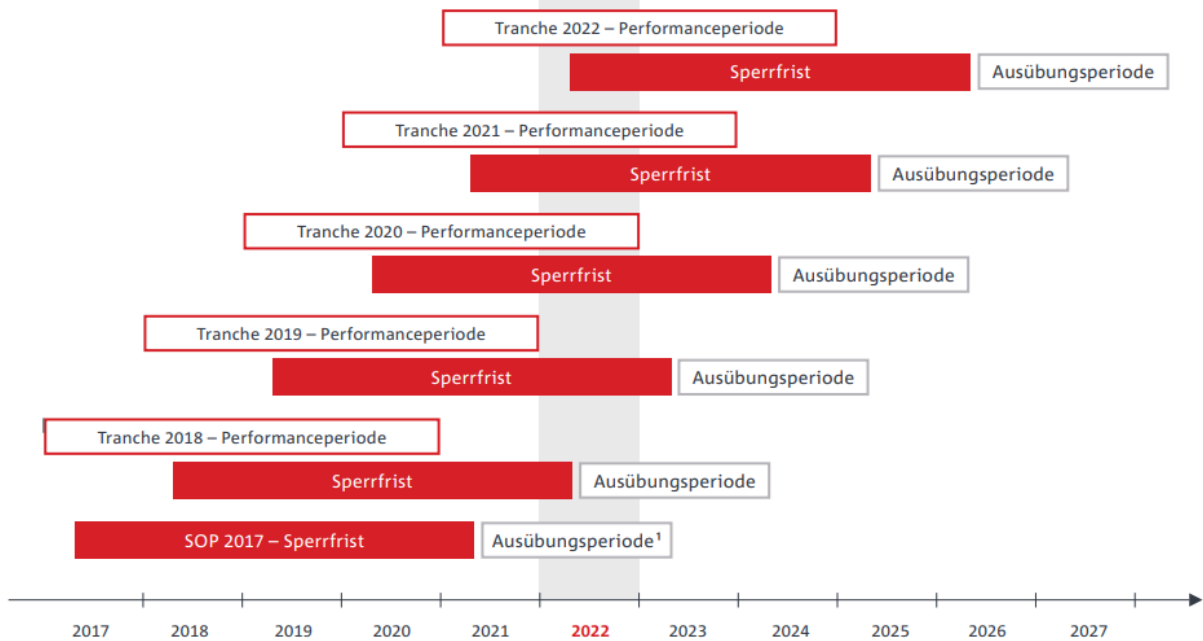 Tranche 2022 – Performanceperiode
Sperrfrist Ausübungsperiode
Tranche 2021 – Performanceperiode
Sperrfrist Ausübungsperiode
Tranche 2020 – Performanceperiode
Sperrfrist Ausübungsperiode
Tranche 2019 – Performanceperiode
Sperrfrist Ausübungsperiode
Tranche 2018 – Performanceperiode
Sperrfrist Ausübungsperiode
SOP 2017 – Sperrfrist Ausübungsperiode¹
2017 2018 2019 2020 2021 2022 2023 2024 2025 2026 2027